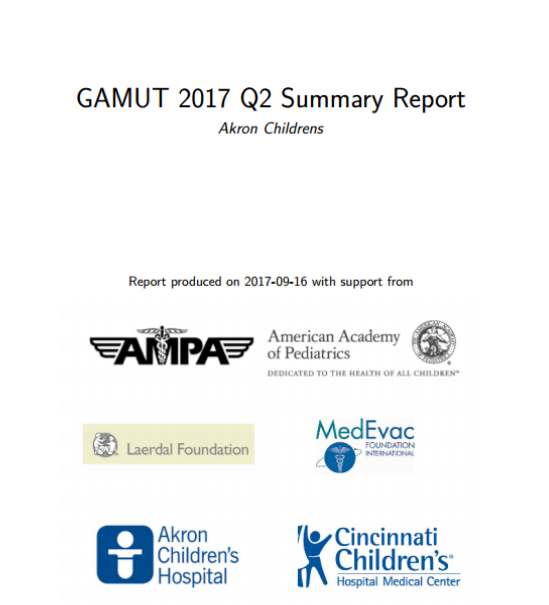 GAMUT 2017 Q2 Summary Report
Akron Childrens
Report produced on 2017-09-16 with support from
AMPA
American Academy
of Pediatrics
DEDICATED TO THE HEALTH OF ALL CHILDREN®
Laerdal Foundation
MedEvac
FOUNDATION
INTERNATIONAL
Akron
Children's
Hospital
Cincinnati
Children's®
Hospital Medical Center